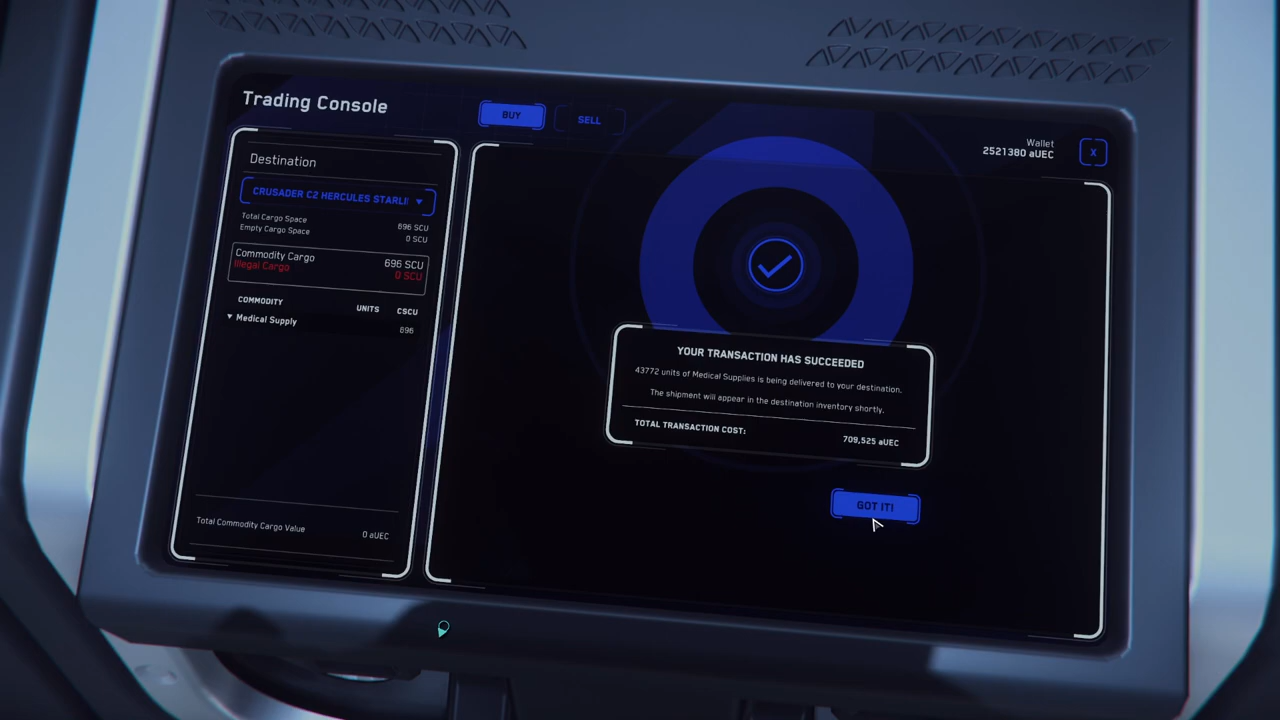 Trading Console
BUY
SELL
Wallet
2521380 aUEC
X
Destination
CRUSADER C2 HERCULES STARLI
Total Cargo Space 696 SCU
Empty Cargo Space 0 SCU
Commodity Cargo 696 SCU
Illegal Cargo 0 SCU
COMMODITY UNITS CSCU
Medical Supply 696
Total Commodity Cargo Value 0 aUEC
YOUR TRANSACTION HAS SUCCEEDED
43772 units of Medical Supplies is being delivered to your destination.
The shipment will appear in the destination inventory shortly.
TOTAL TRANSACTION COST: 709,525 aUEC
GOT IT!